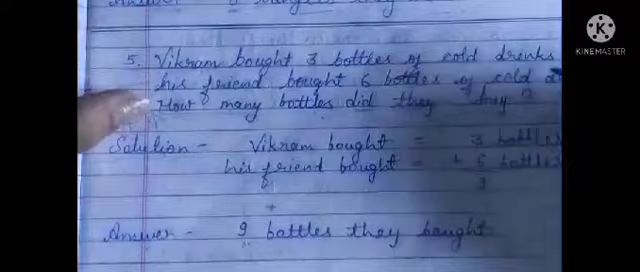 5. Vikram bought 3 bottles of cold drinks
his friend bought 6 bottles of cold
How many bottles did they buy?
Solution - Vikram bought = 3 bottles
his friend bought = + 6 bottles
9
Answer - 9 bottles they bought
KINEMASTER